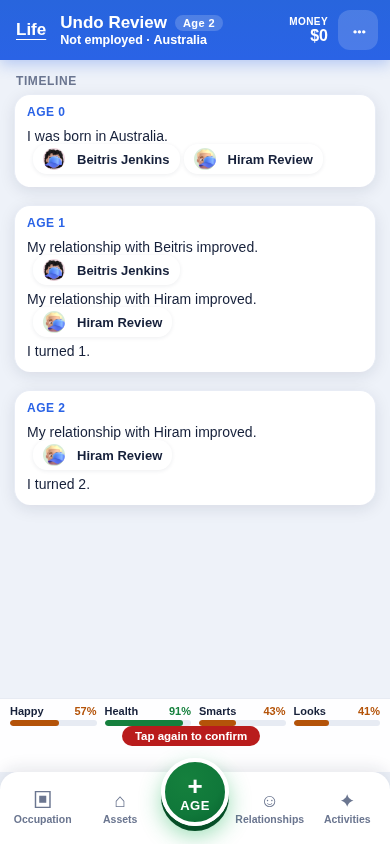 Life
Undo Review Age 2
Not employed · Australia
MONEY
$0
TIMELINE
AGE 0
I was born in Australia.
Beitris Jenkins Hiram Review
AGE 1
My relationship with Beitris improved.
Beitris Jenkins
My relationship with Hiram improved.
Hiram Review
I turned 1.
AGE 2
My relationship with Hiram improved.
Hiram Review
I turned 2.
Happy 57% Health 91% Smarts 43% Looks 41%
Tap again to confirm
+
AGE
Occupation Assets Relationships Activities